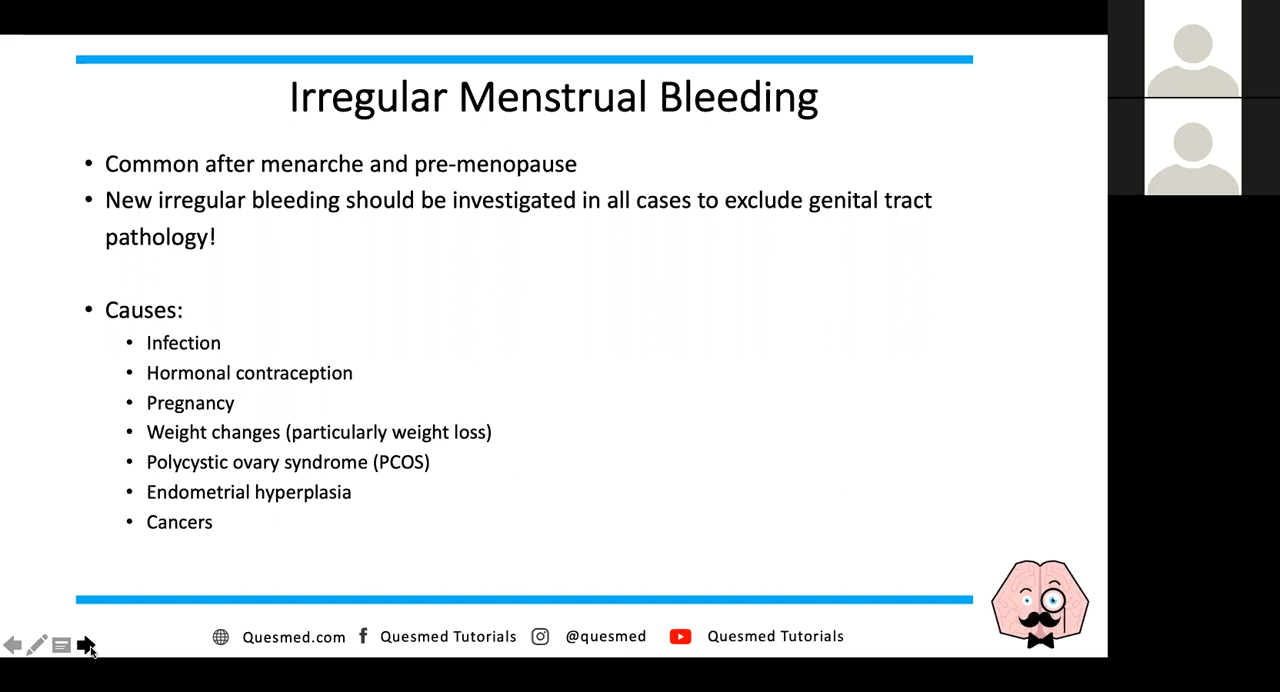 Irregular Menstrual Bleeding
• Common after menarche and pre-menopause
• New irregular bleeding should be investigated in all cases to exclude genital tract
pathology!
• Causes:
• Infection
• Hormonal contraception
• Pregnancy
• Weight changes (particularly weight loss)
• Polycystic ovary syndrome (PCOS)
• Endometrial hyperplasia
• Cancers
Quesmed.com Quesmed Tutorials @quesmed Quesmed Tutorials